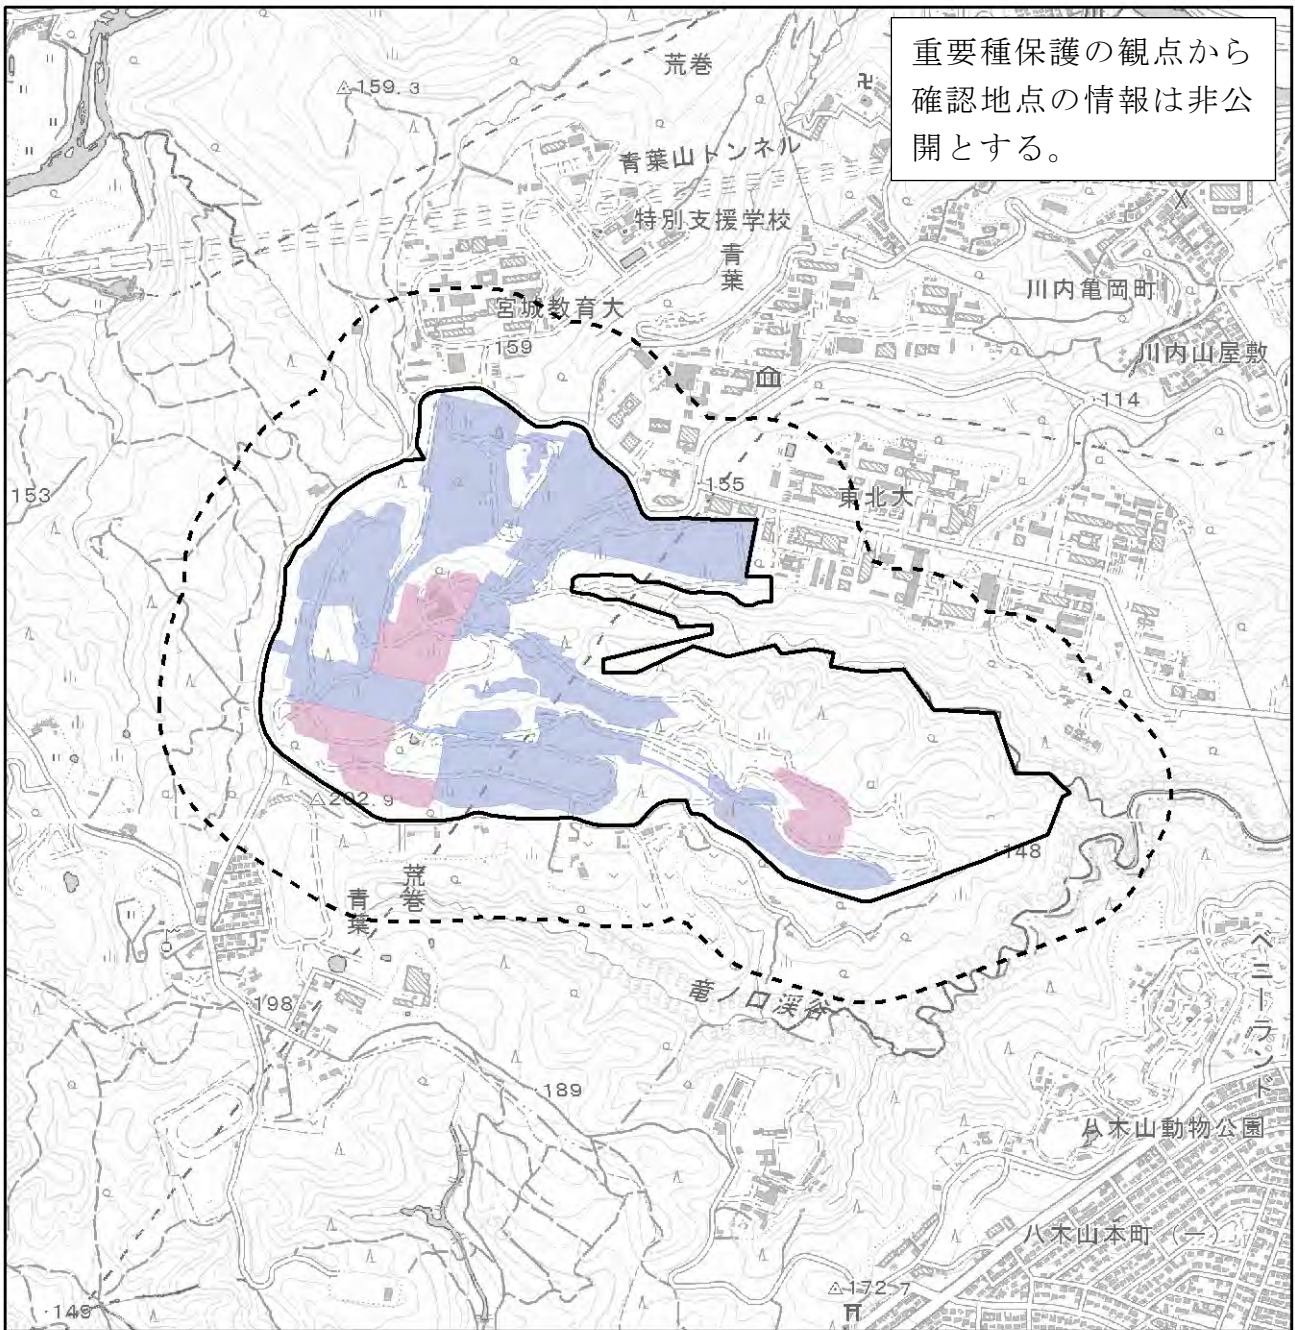 重要種保護の観点から
確認地点の情報は非公
開とする。
荒巻
△159.3
青葉山トンネル
特別支援学校
青葉
川内亀岡町
宮城教育大
・159
川内山屋敷
・114
153
・155
東北大
△202.9
・148
荒巻
青葉
ベニーランド
・198
竜ノ口渓谷
・189
八木山動物公園
八木山本町(一)
△172.7
・149